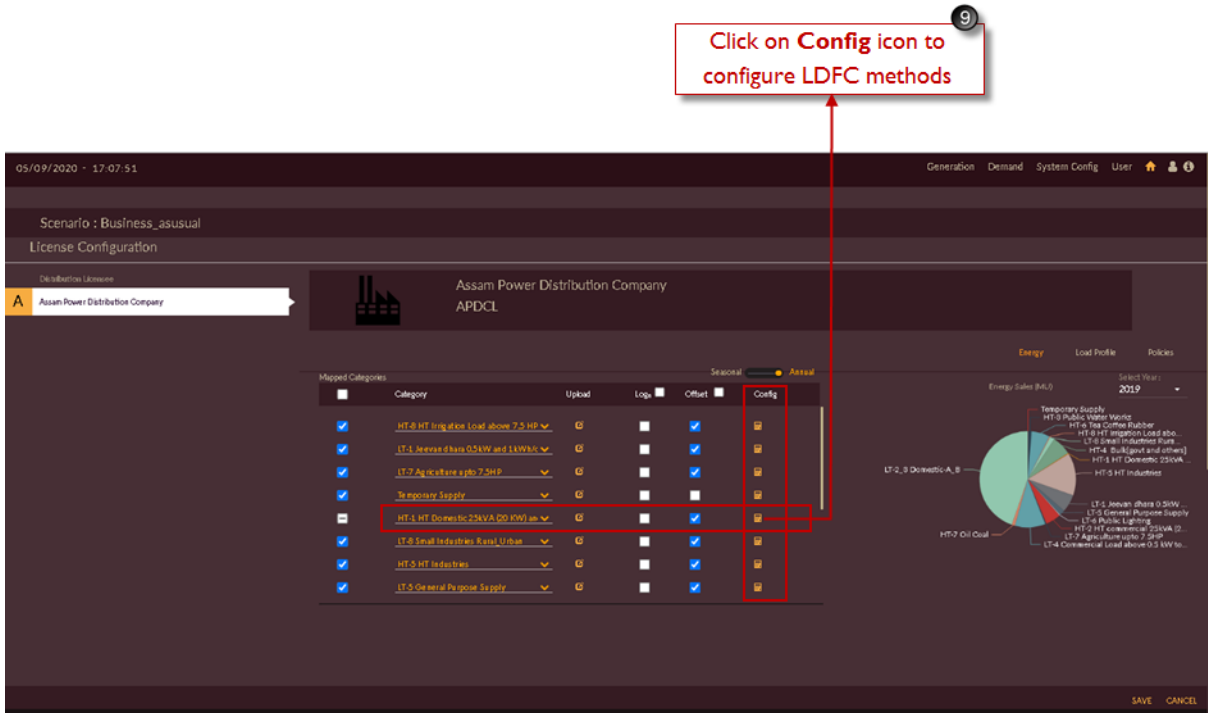 9
Click on Config icon to
configure LDFC methods
05/09/2020 - 17:07:51
Generation Demand System Config User
Scenario : Business_asusual
License Configuration
Distribution Licensee
A Assam Power Distribution Company
Assam Power Distribution Company
APDCL
Energy Load Profile Policies
Seasonal Annual
Mapped Categories
Category Upload Logₑ Offset Config
HT-8 HT Irrigation Load above 7.5 HP
LT-1 Jeevan dhara 0.5kW and 1kWh/c
LT-7 Agriculture upto 7.5HP
Temporary Supply
HT-1 HT Domestic 25kVA (20 KW) an
LT-8 Small Industries Rural_Urban
HT-5 HT Industries
LT-5 General Purpose Supply
Energy Sales (MU)
Select Year:
2019
Temporary Supply
HT-3 Public Water Works
HT-6 Tea Coffee Rubber
HT-8 HT Irrigation Load abo...
LT-8 Small Industries Rura...
HT-4 Bulk(govt and others)
HT-1 HT Domestic 25kVA ...
HT-5 HT Industries
LT-2_3 Domestic-A_B
LT-1 Jeevan dhara 0.5kW ...
LT-5 General Purpose Supply
LT-6 Public Lighting
HT-2 HT commercial 25kVA (2...
LT-7 Agriculture upto 7.5HP
LT-4 Commercial Load above 0.5 kW to...
HT-7 Oil Coal
SAVE CANCEL